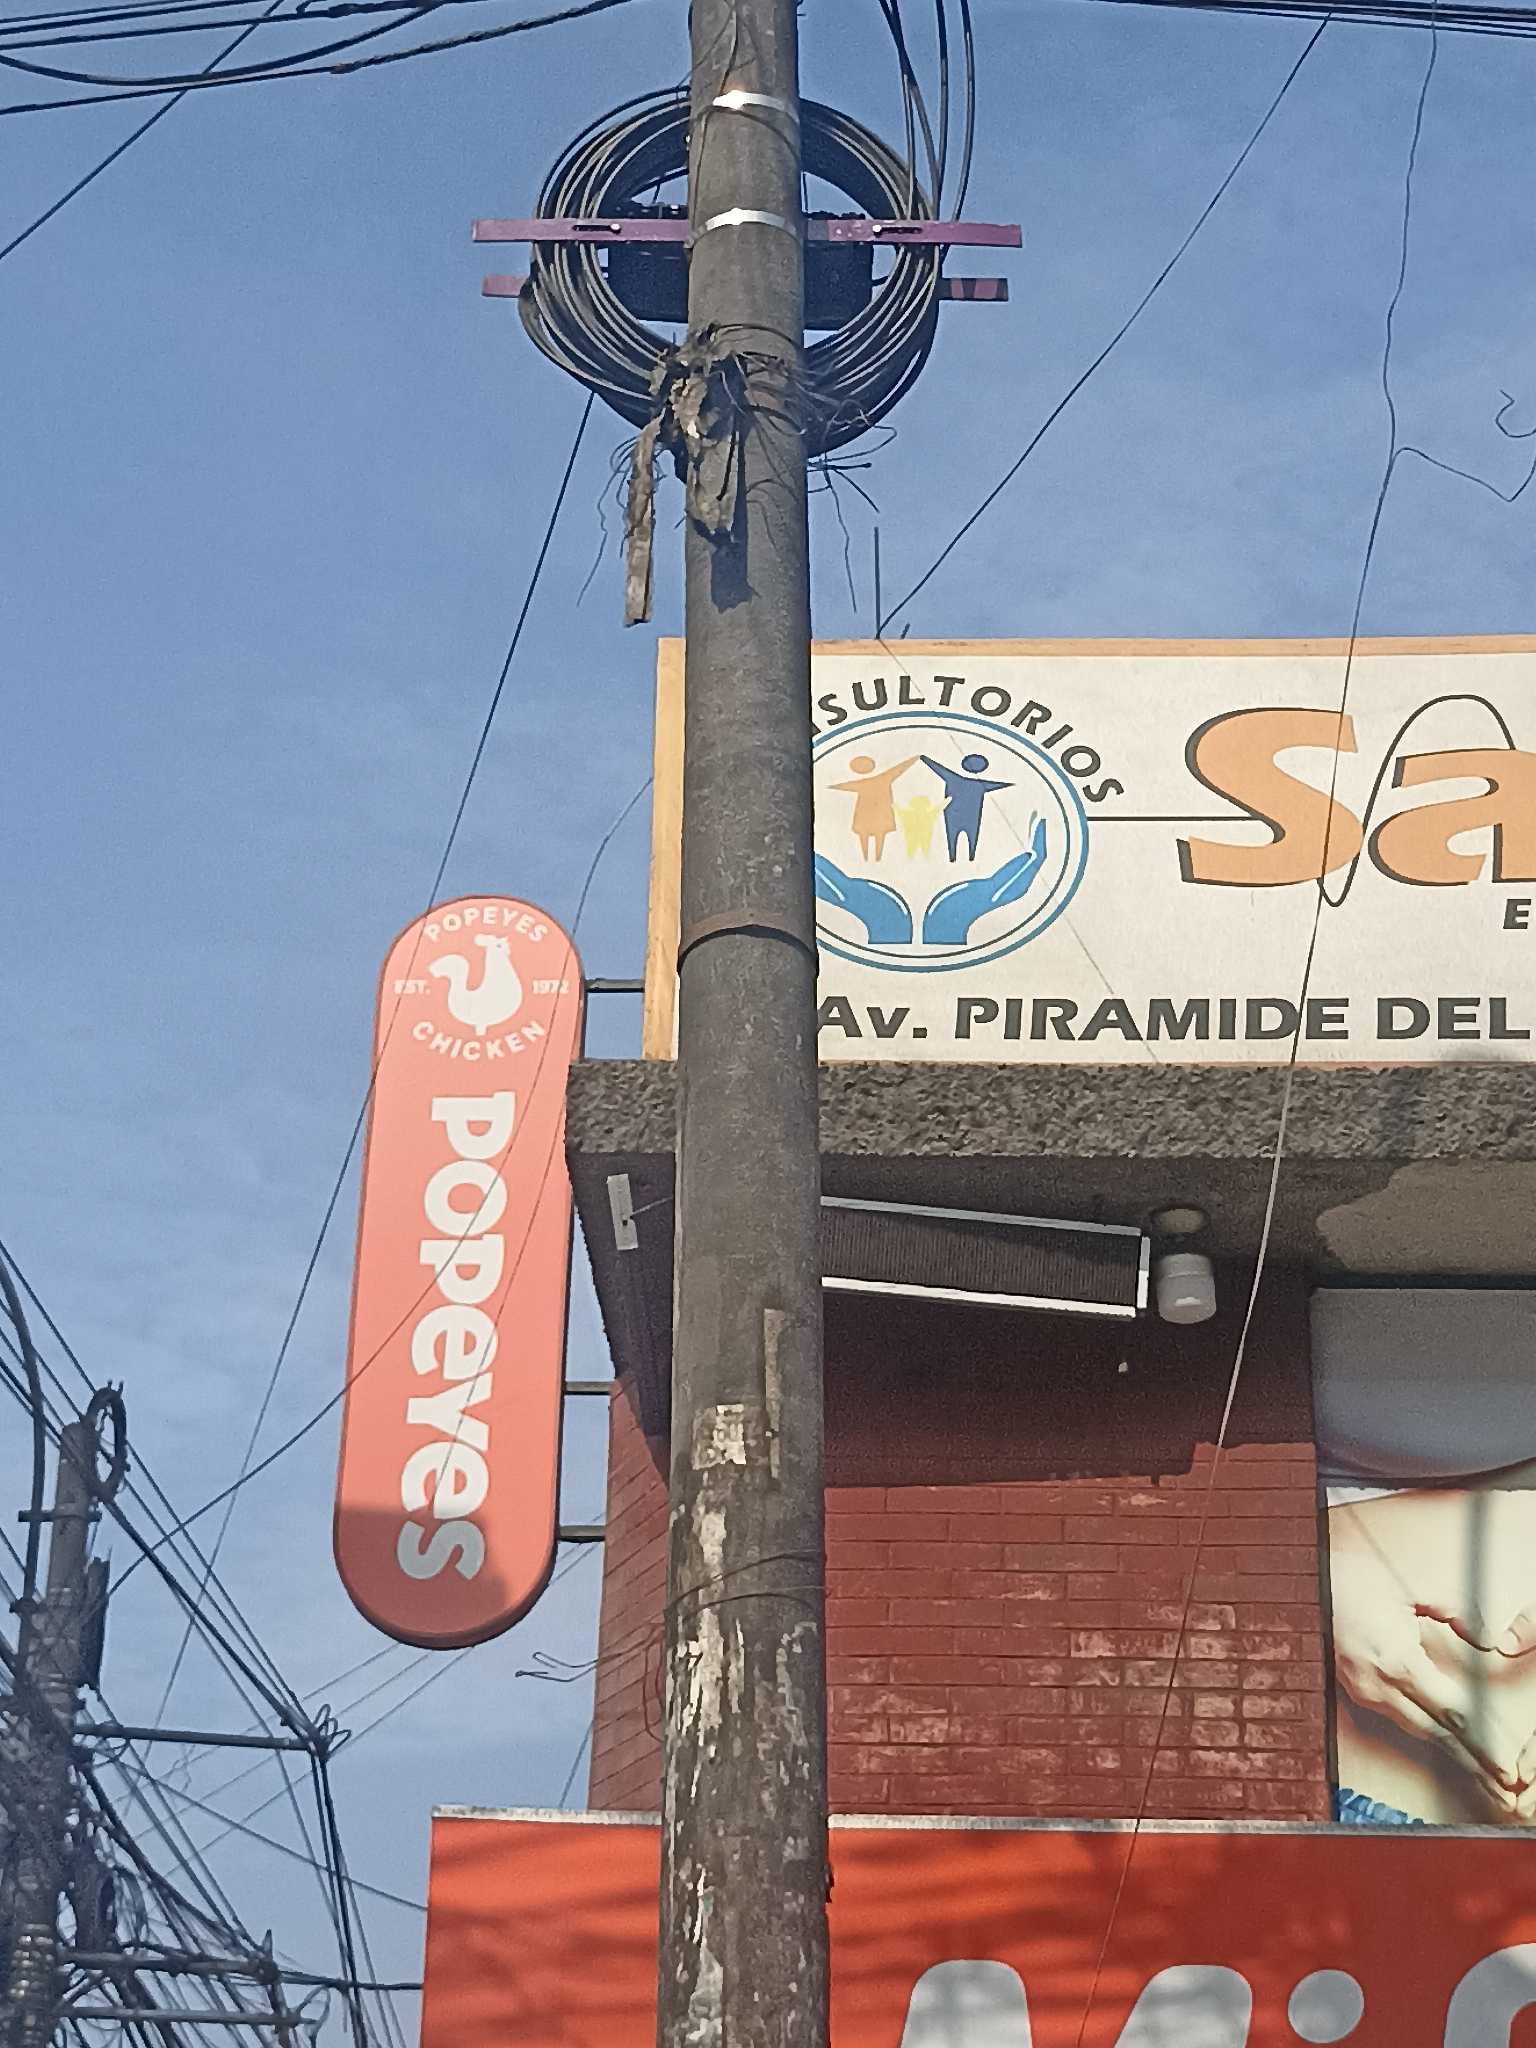 POPEYES
EST. 1972
CHICKEN
popeyes
SULTORIOS
Sa
E
Av. PIRAMIDE DEL